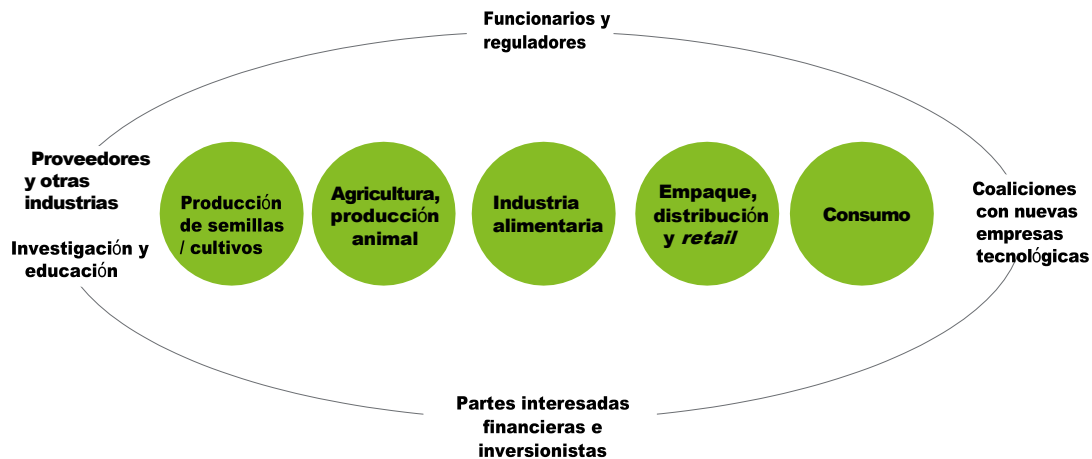 Funcionarios y
reguladores
Proveedores
y otras
industrias
Investigación y
educación
Producción
de semillas
/ cultivos
Agricultura,
producción
animal
Industria
alimentaria
Empaque,
distribución
y retail
Consumo
Coaliciones
con nuevas
empresas
tecnológicas
Partes interesadas
financieras e
inversionistas